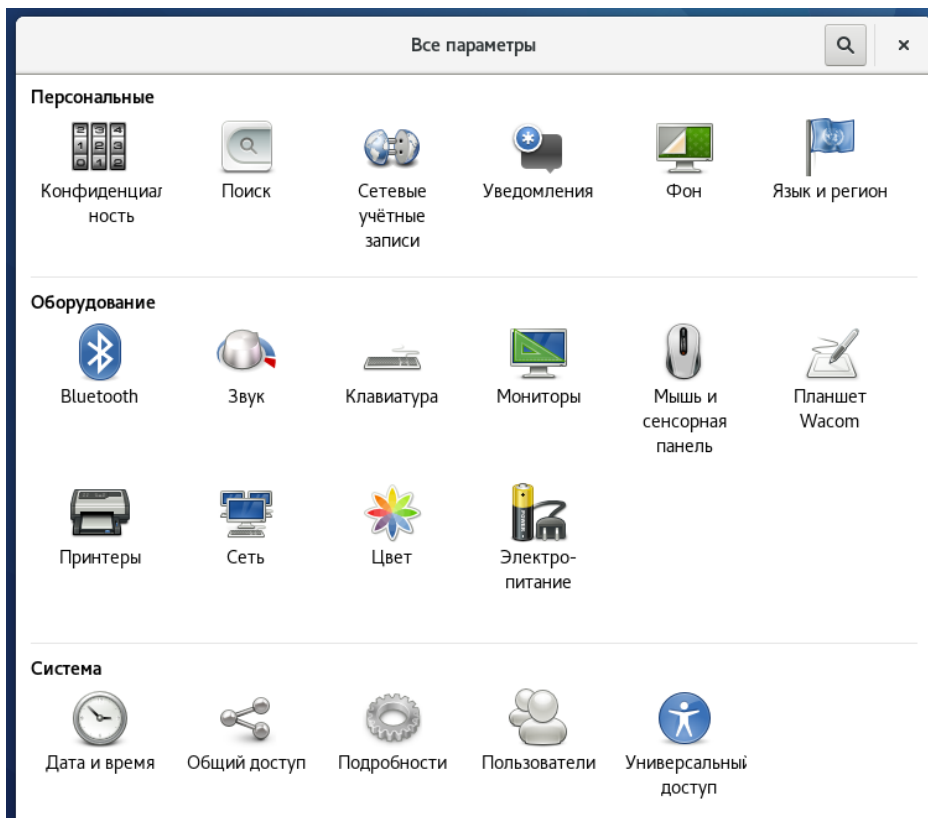 Все параметры
Персональные
Конфиденциал
ность
Поиск
Сетевые
учётные
записи
Уведомления
Фон
Язык и регион
Оборудование
Bluetooth
Звук
Клавиатура
Мониторы
Мышь и
сенсорная
панель
Планшет
Wacom
Принтеры
Сеть
Цвет
Электро-
питание
Система
Дата и время
Общий доступ
Подробности
Пользователи
Универсальный
доступ